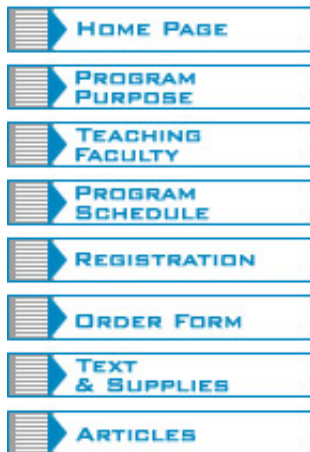 Home Page
Program
Purpose
Teaching
Faculty
Program
Schedule
Registration
Order Form
Text
& Supplies
Articles